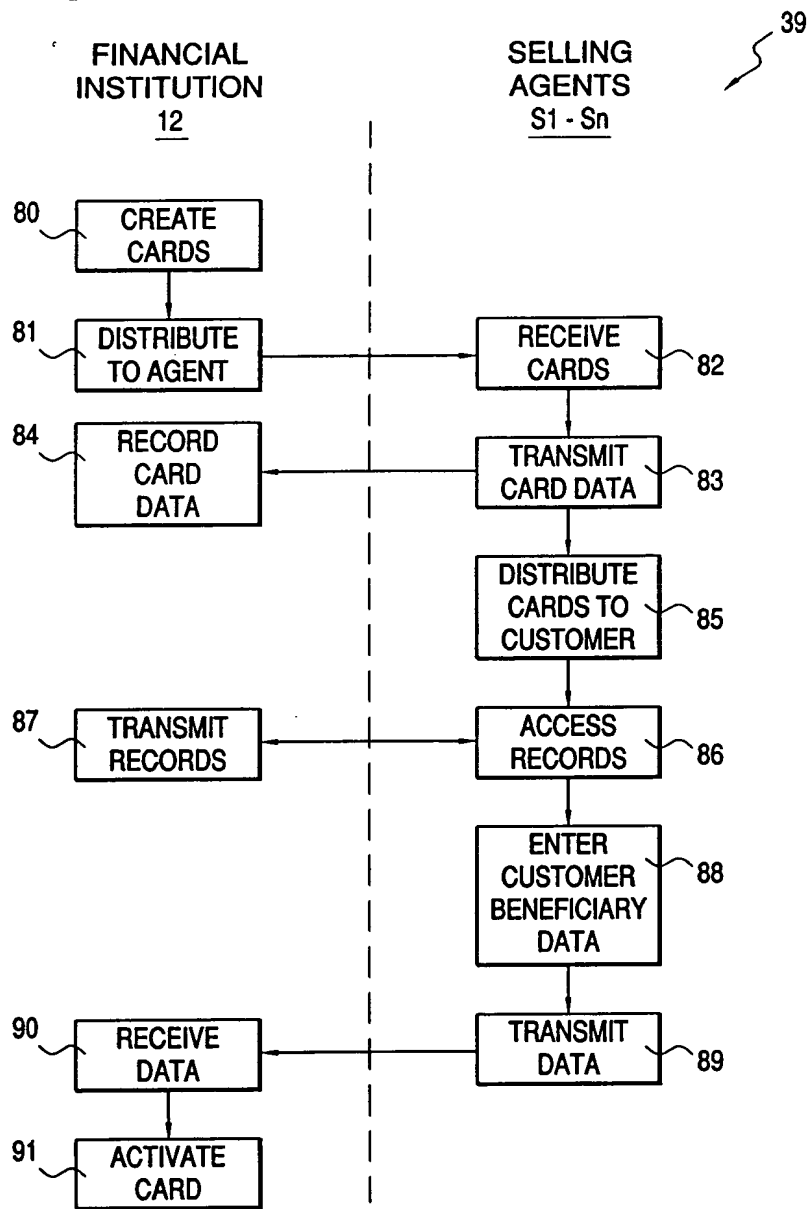 39
FINANCIAL
INSTITUTION
12
SELLING
AGENTS
S1 - Sn
80
CREATE
CARDS
81
DISTRIBUTE
TO AGENT
RECEIVE
CARDS
82
84
RECORD
CARD
DATA
TRANSMIT
CARD DATA
83
DISTRIBUTE
CARDS TO
CUSTOMER
85
87
TRANSMIT
RECORDS
ACCESS
RECORDS
86
ENTER
CUSTOMER
BENEFICIARY
DATA
88
90
RECEIVE
DATA
TRANSMIT
DATA
89
91
ACTIVATE
CARD